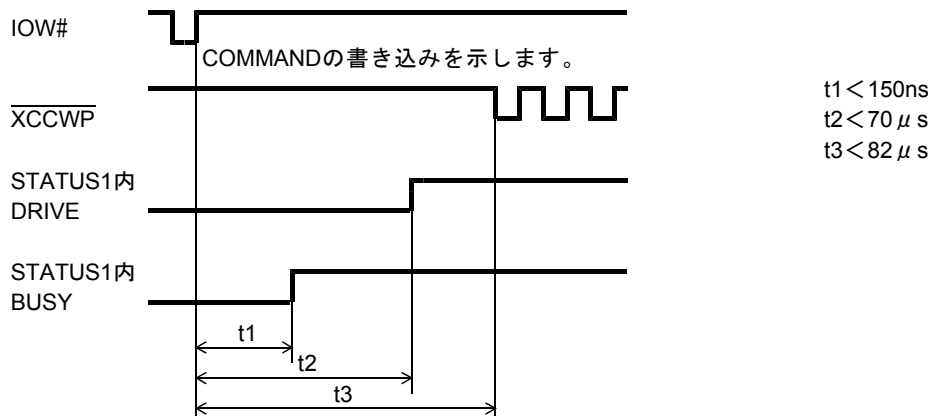 IOW#
COMMANDの書き込みを示します。
XCCWP
t1＜150ns
t2＜70μs
t3＜82μs
STATUS1内
DRIVE
STATUS1内
BUSY
t1
t2
t3